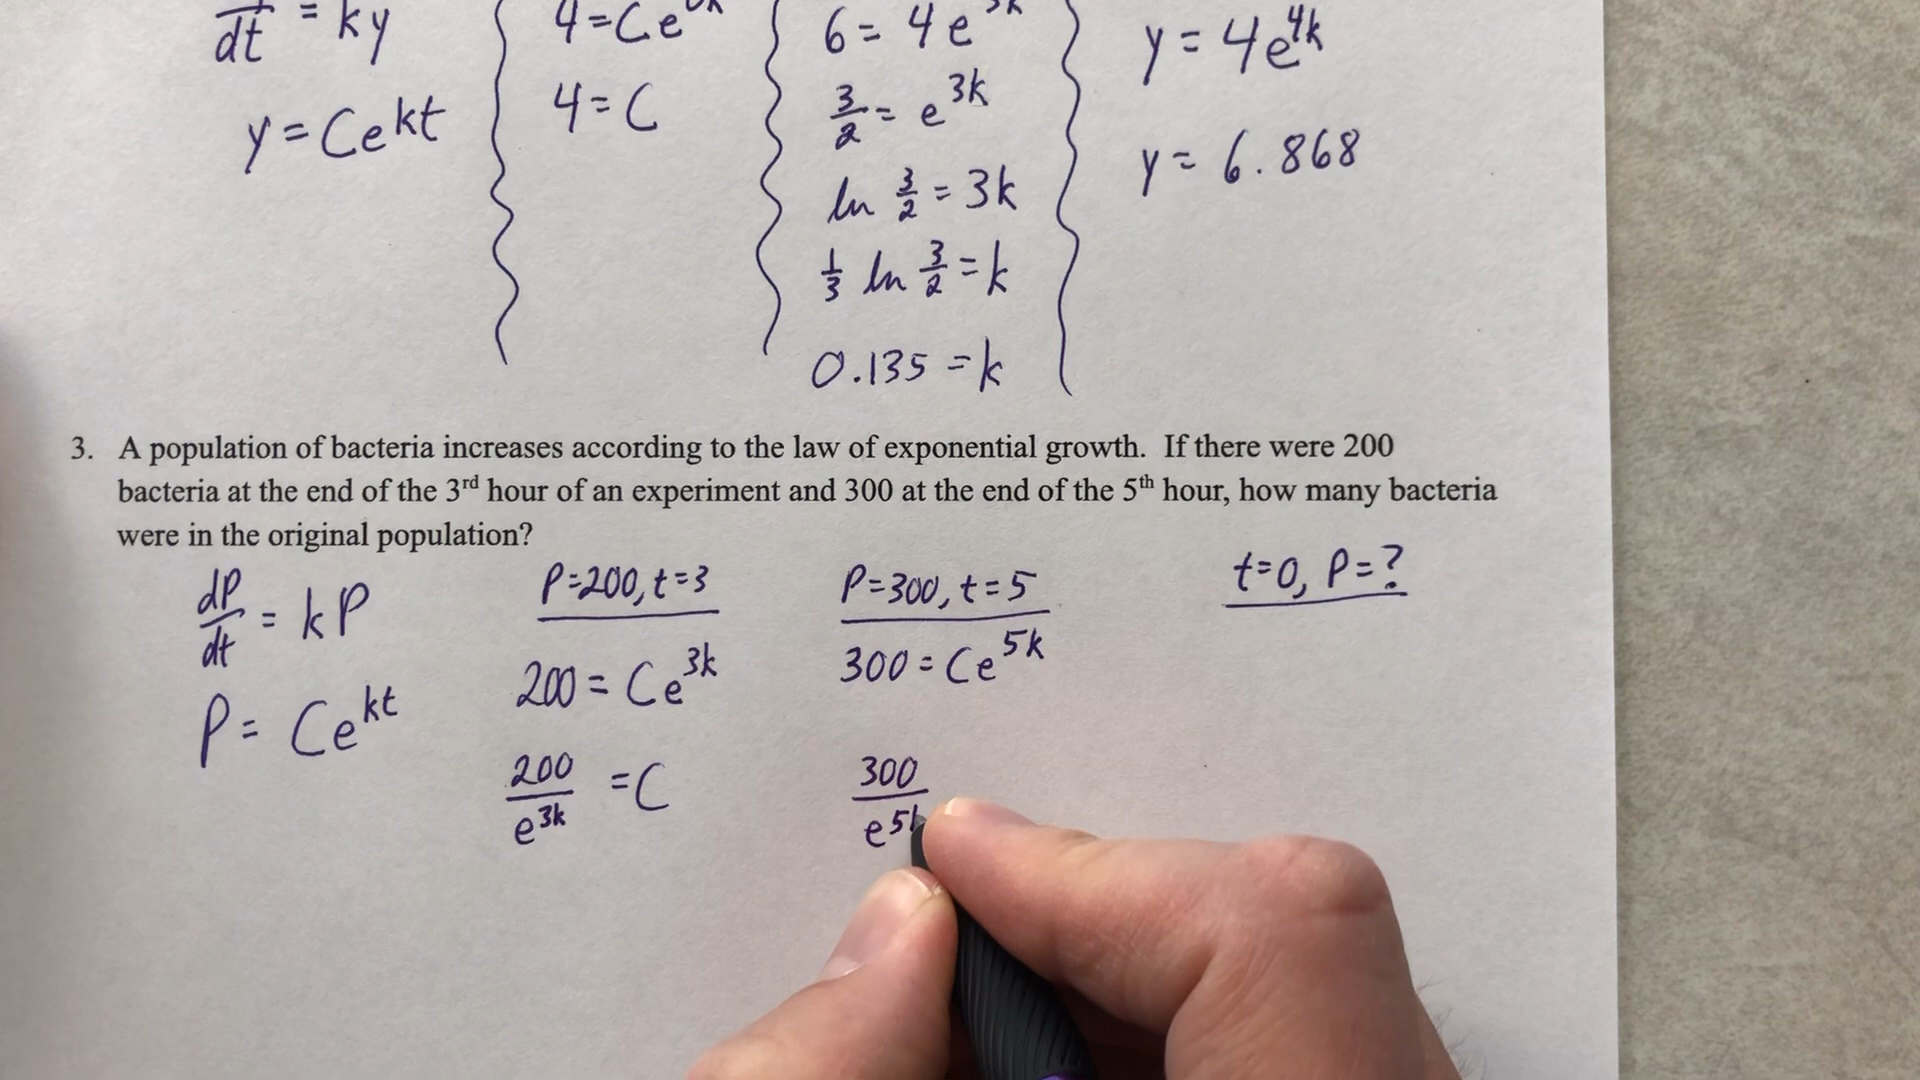 dt = ky
y = Ce^kt
4 = Ce
4 = C
6 = 4e^3k
3/2 = e^3k
ln 3/2 = 3k
1/3 ln 3/2 = k
0.135 = k
y = 4e^4k
y = 6.868
3. A population of bacteria increases according to the law of exponential growth. If there were 200
bacteria at the end of the 3rd hour of an experiment and 300 at the end of the 5th hour, how many bacteria
were in the original population?
dP/dt = kP
P = Ce^kt
P=200, t=3
200 = Ce^3k
200/e^3k = C
P=300, t=5
300 = Ce^5k
300/e^5k
t=0, P=?